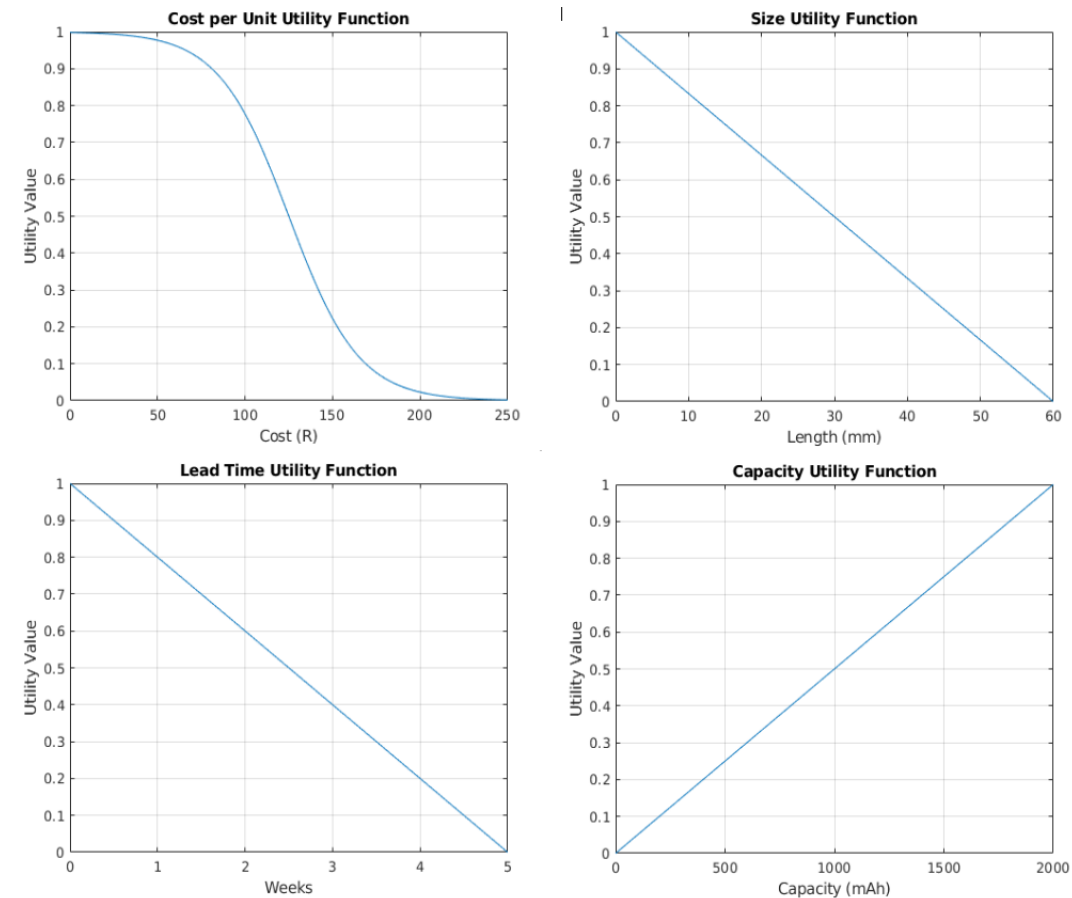 Cost per Unit Utility Function
1
0.9
0.8
0.7
0.6
0.5
0.4
0.3
0.2
0.1
0
Utility Value
0 50 100 150 200 250
Cost (R)
Size Utility Function
1
0.9
0.8
0.7
0.6
0.5
0.4
0.3
0.2
0.1
0
Utility Value
0 10 20 30 40 50 60
Length (mm)
Lead Time Utility Function
1
0.9
0.8
0.7
0.6
0.5
0.4
0.3
0.2
0.1
0
Utility Value
0 1 2 3 4 5
Weeks
Capacity Utility Function
1
0.9
0.8
0.7
0.6
0.5
0.4
0.3
0.2
0.1
0
Utility Value
0 500 1000 1500 2000
Capacity (mAh)